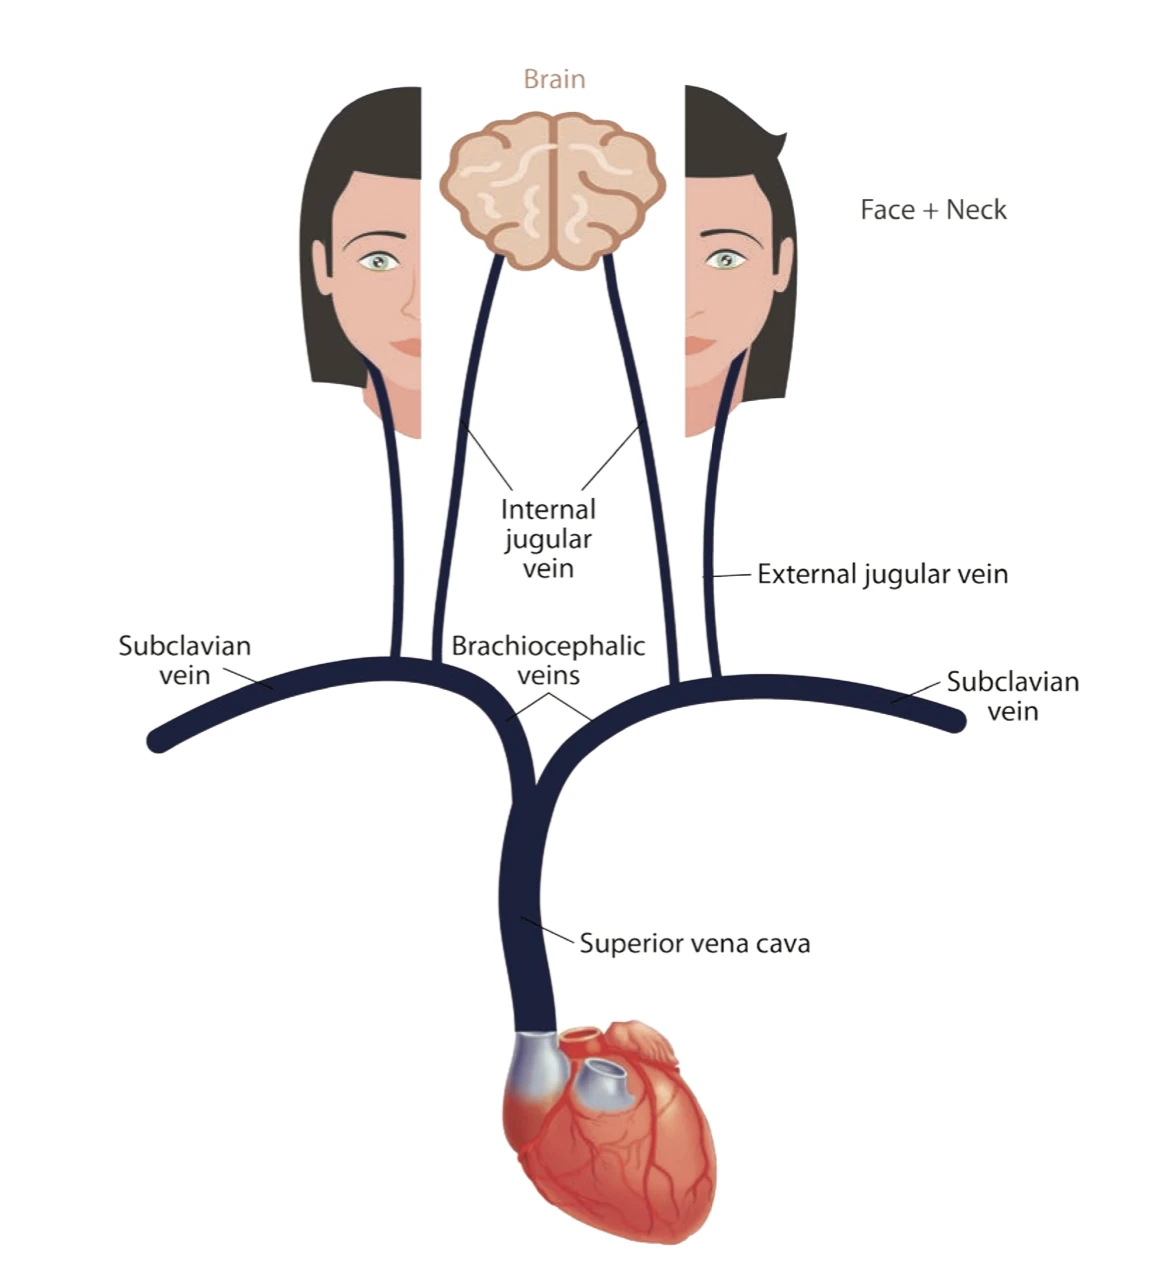 Brain
Face + Neck
Internal
jugular
vein
External jugular vein
Subclavian
vein
Brachiocephalic
veins
Subclavian
vein
Superior vena cava